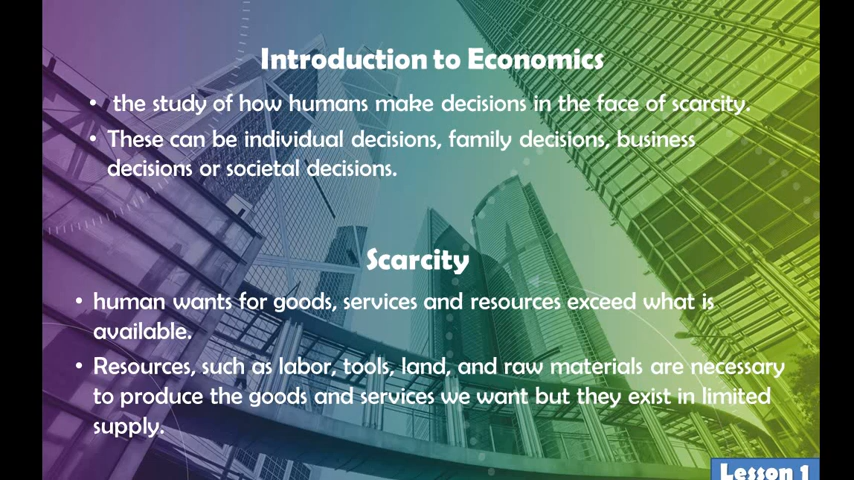 Introduction to Economics
• the study of how humans make decisions in the face of scarcity.
• These can be individual decisions, family decisions, business
decisions or societal decisions.
Scarcity
• human wants for goods, services and resources exceed what is
available.
• Resources, such as labor, tools, land, and raw materials are necessary
to produce the goods and services we want but they exist in limited
supply.
Lesson 1